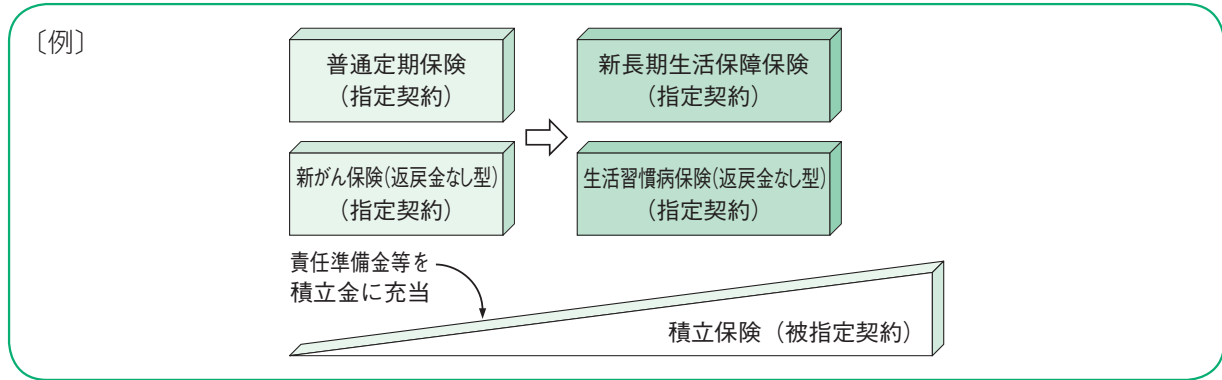 〔例〕
普通定期保険
（指定契約）
新長期生活保障保険
（指定契約）
新がん保険（返戻金なし型）
（指定契約）
生活習慣病保険（返戻金なし型）
（指定契約）
責任準備金等を
積立金に充当
積立保険（被指定契約）